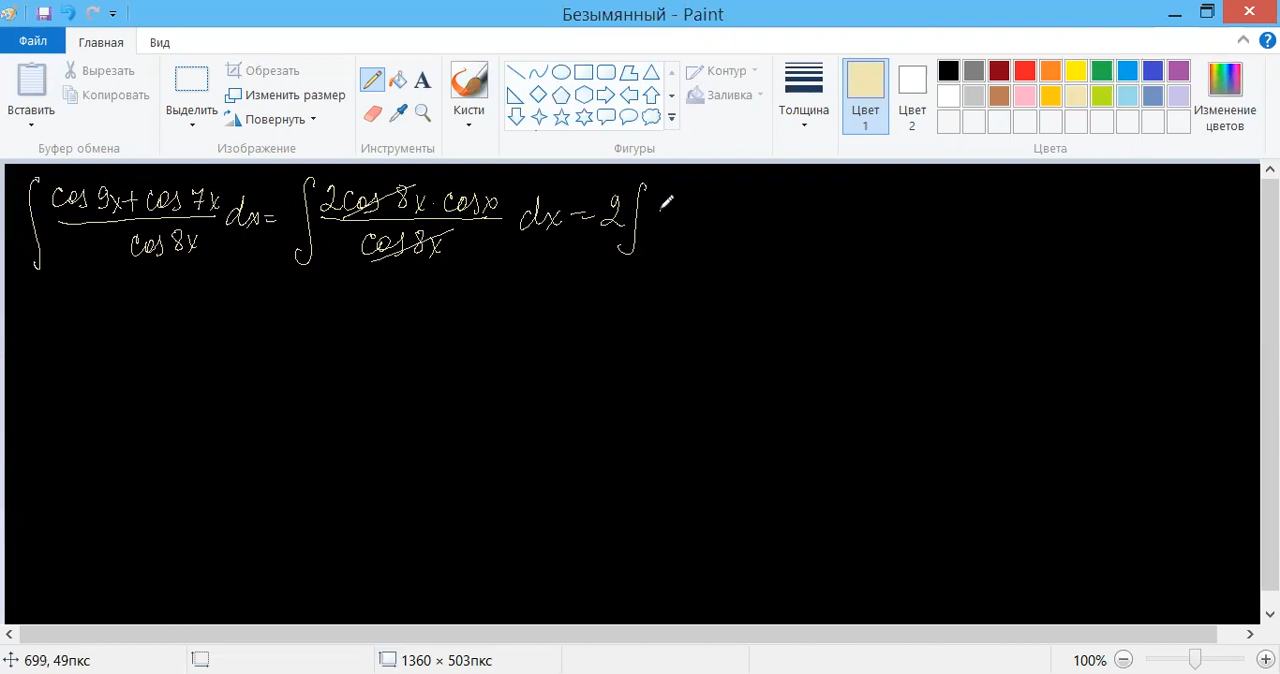 Безымянный - Paint
Файл Главная Вид
Вставить
Вырезать
Копировать
Буфер обмена
Выделить
Обрезать
Изменить размер
Повернуть
Изображение
A
Инструменты
Кисти
Контур
Заливка
Фигуры
Толщина
Цвет 1
Цвет 2
Изменение цветов
Цвета
∫ (cos 9x + cos 7x)/(cos 8x) dx = ∫ (2cos 8x · cos x)/(cos 8x) dx = 2∫
699, 49пкс
1360 × 503пкс
100%